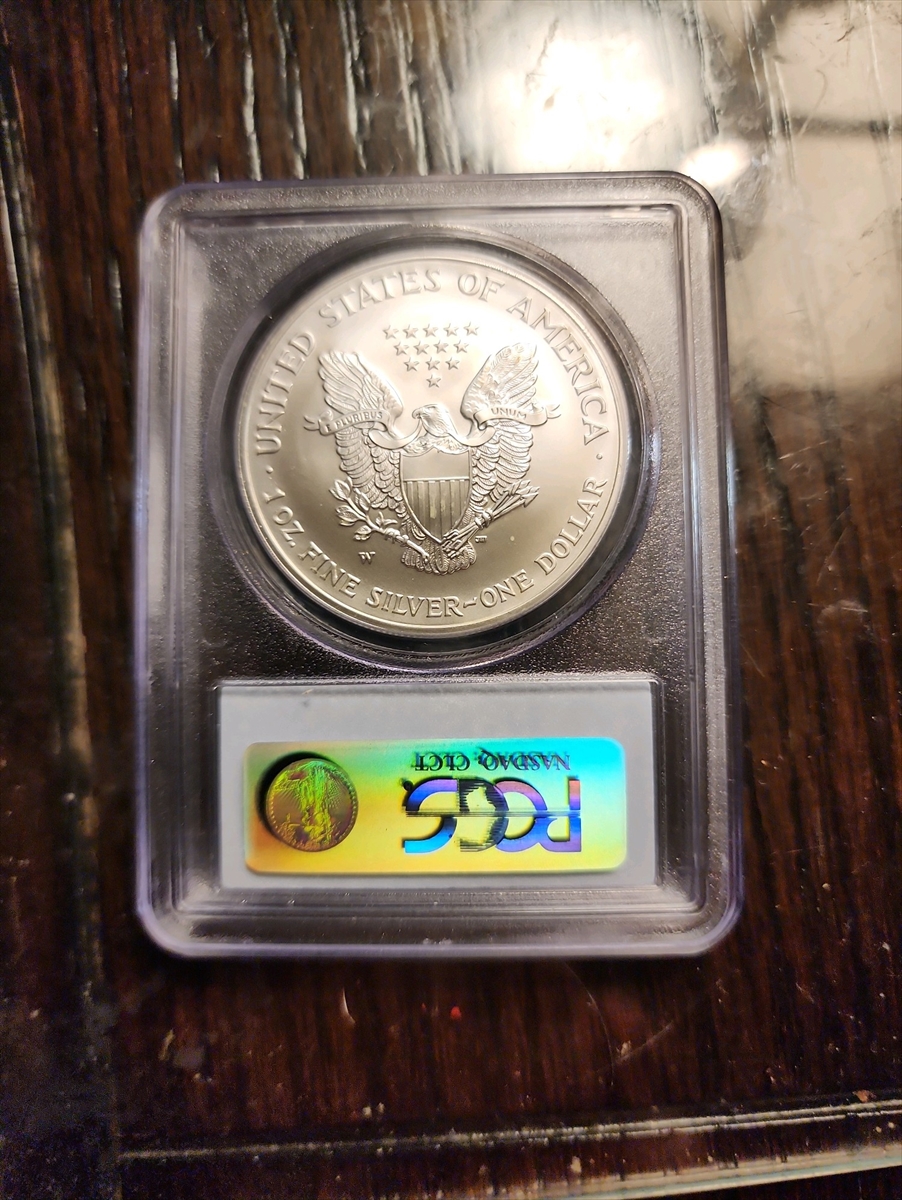 UNITED STATES OF AMERICA
E PLURIBUS UNUM
W
1 OZ. FINE SILVER~ONE DOLLAR
PCGS
NASDAQ, CLCT